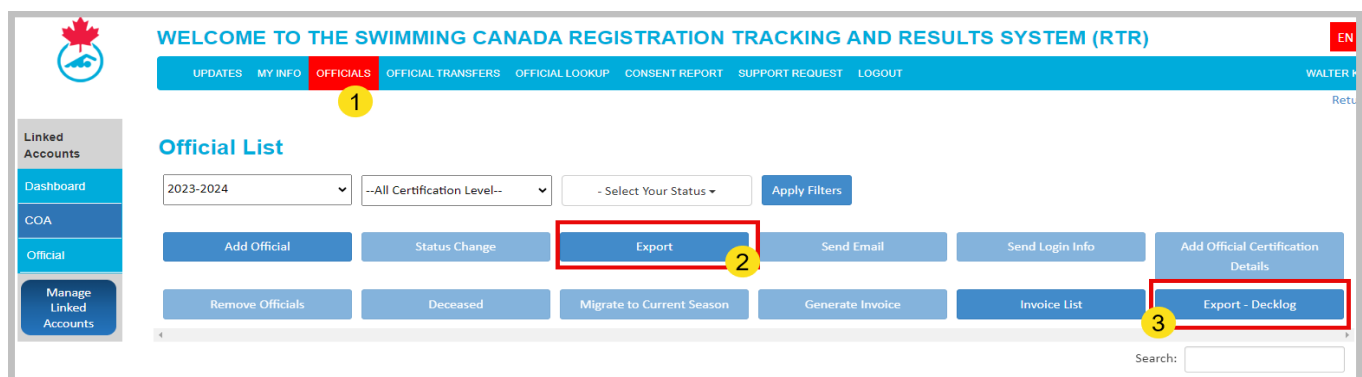 WELCOME TO THE SWIMMING CANADA REGISTRATION TRACKING AND RESULTS SYSTEM (RTR)
EN
UPDATES MY INFO OFFICIALS OFFICIAL TRANSFERS OFFICIAL LOOKUP CONSENT REPORT SUPPORT REQUEST LOGOUT WALTER
1
Retu
Linked
Accounts
Official List
Dashboard
2023-2024 --All Certification Level-- - Select Your Status Apply Filters
COA
Official
Add Official Status Change Export Send Email Send Login Info Add Official Certification
Details
2
Manage
Linked
Accounts
Remove Officials Deceased Migrate to Current Season Generate Invoice Invoice List Export - Decklog
3
Search: